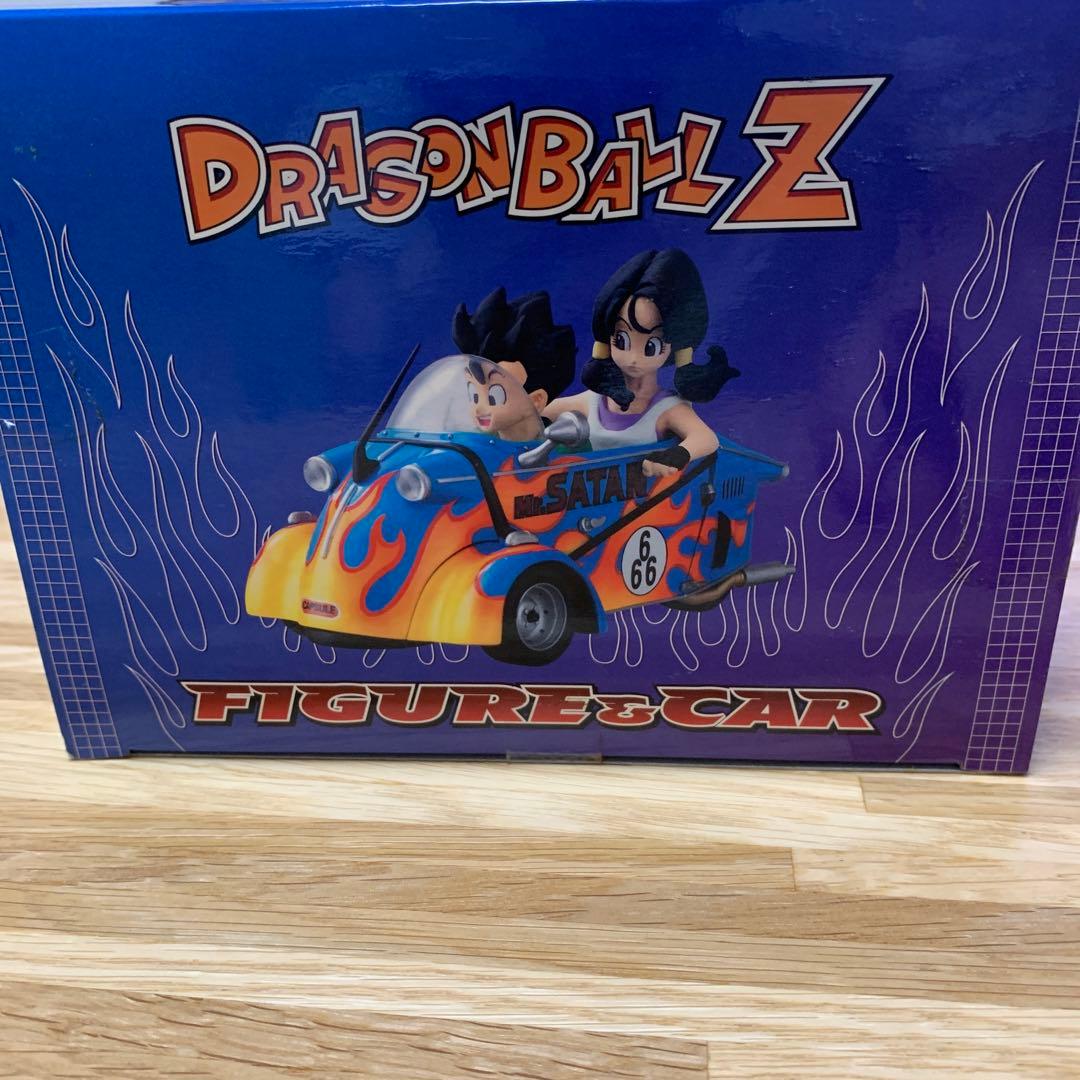 DRAGONBALL Z
Mr. SATAN
6
66
CAPSULE
FIGURE & CAR